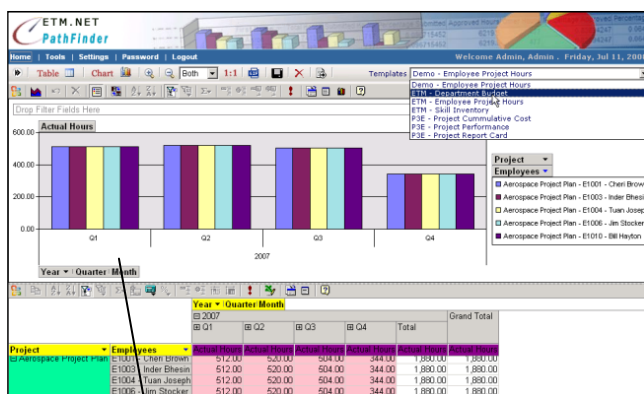 ETM.NET
PathFinder
Home | Tools | Settings | Password | Logout
Welcome Admin, Admin . Friday, Jul 11, 200
Table Chart Both 1:1 Templates Demo - Employee Project Hours
Demo - Employee Project Hours
ETM - Department Budget
ETM - Employee Project Hours
ETM - Skill Inventory
P3E - Project Cummulative Cost
P3E - Project Performance
P3E - Project Report Card
Drop Filter Fields Here
Actual Hours
600.00
400.00
200.00
0.00
Q1 Q2 Q3 Q4
2007
Project
Employees
Aerospace Project Plan - E1001 - Cheri Brown
Aerospace Project Plan - E1003 - Inder Bhesin
Aerospace Project Plan - E1004 - Tuan Joseph
Aerospace Project Plan - E1006 - Jim Stocker
Aerospace Project Plan - E1010 - Bill Hayton
Year Quarter Month
Year Quarter Month
2007 Grand Total
Q1 Q2 Q3 Q4 Total
Project Employees Actual Hours Actual Hours Actual Hours Actual Hours Actual Hours Actual Hours
Aerospace Project Plan E1001 - Cheri Brown 512.00 520.00 504.00 344.00 1,880.00 1,880.00
E1003 - Inder Bhesin 512.00 520.00 504.00 344.00 1,880.00 1,880.00
E1004 - Tuan Joseph 512.00 520.00 504.00 344.00 1,880.00 1,880.00
E1006 - Jim Stocker 512.00 520.00 504.00 344.00 1,880.00 1,880.00